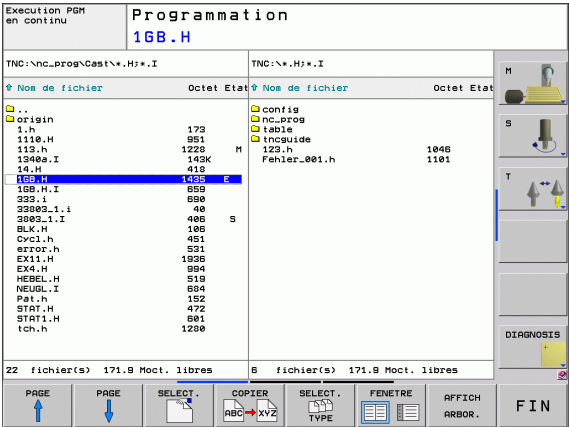 Execution PGM
en continu
Programmation
1GB.H
TNC:\nc_prog\Cast\*.H;*.I
Nom de fichier Octet Etat
..
origin
1.h 173
1110.H 951
113.h 1228 M
1340a.I 143K
14.H 418
1GB.H 1435 E
1GB.H.I 659
333.i 690
33803_1.i 40
3803_1.I 406 S
BLK.H 106
Cycl.h 451
error.h 531
EX11.H 1936
EX4.H 994
HEBEL.H 519
NEUGL.I 684
Pat.h 152
STAT.H 472
STAT1.H 601
tch.h 1280
22 fichier(s) 171.9 Moct. libres
TNC:\*.H;*.I
Nom de fichier Octet Etat
config
nc_prog
table
tncguide
123.h 1046
Fehler_001.h 1101
6 fichier(s) 171.9 Moct. libres
M
S
T
DIAGNOSIS
PAGE
PAGE
SELECT.
COPIER
ABC XYZ
SELECT.
TYPE
FENETRE
AFFICH
ARBOR.
FIN